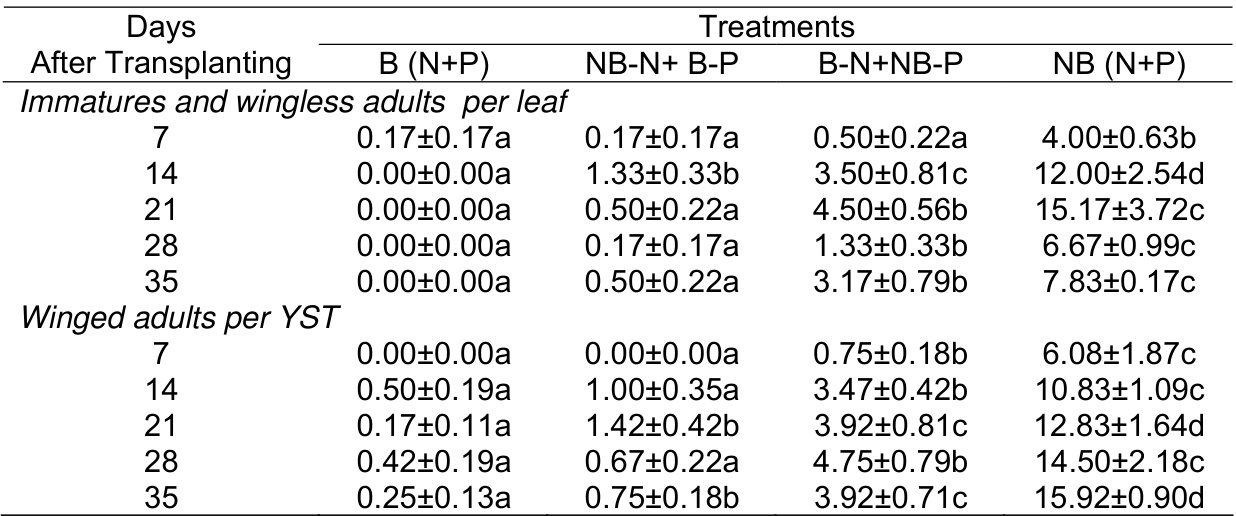 Days Treatments
After Transplanting B (N+P) NB-N+ B-P B-N+NB-P NB (N+P)
Immatures and wingless adults per leaf
7 0.17±0.17a 0.17±0.17a 0.50±0.22a 4.00±0.63b
14 0.00±0.00a 1.33±0.33b 3.50±0.81c 12.00±2.54d
21 0.00±0.00a 0.50±0.22a 4.50±0.56b 15.17±3.72c
28 0.00±0.00a 0.17±0.17a 1.33±0.33b 6.67±0.99c
35 0.00±0.00a 0.50±0.22a 3.17±0.79b 7.83±0.17c
Winged adults per YST
7 0.00±0.00a 0.00±0.00a 0.75±0.18b 6.08±1.87c
14 0.50±0.19a 1.00±0.35a 3.47±0.42b 10.83±1.09c
21 0.17±0.11a 1.42±0.42b 3.92±0.81c 12.83±1.64d
28 0.42±0.19a 0.67±0.22a 4.75±0.79b 14.50±2.18c
35 0.25±0.13a 0.75±0.18b 3.92±0.71c 15.92±0.90d